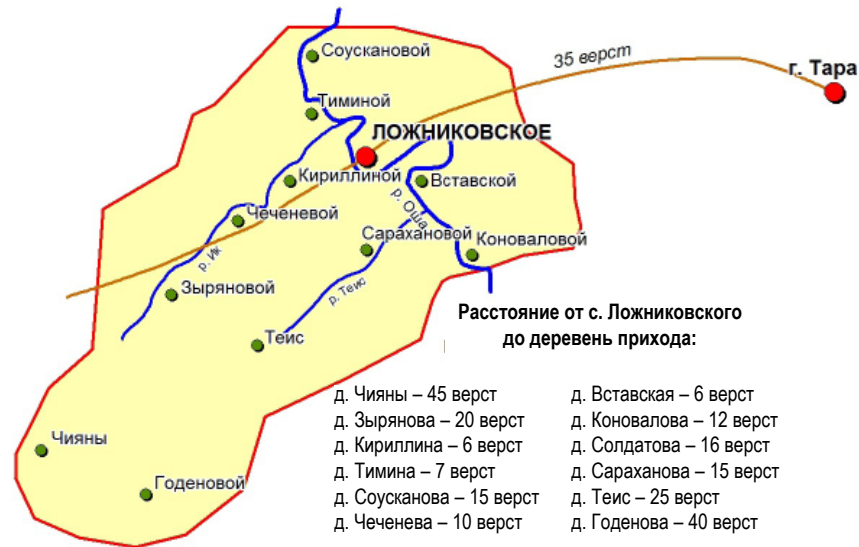 Соускановой
35 верст
г. Тара
Тиминой
ЛОЖНИКОВСКОЕ
Кириллиной
Вставской
р. Оша
Чеченевой
Сарахановой
Коноваловой
р. Ик
Зыряновой
р. Теис
Теис
Чияны
Годеновой
Расстояние от с. Ложниковского
до деревень прихода:
д. Чияны – 45 верст
д. Зырянова – 20 верст
д. Кириллина – 6 верст
д. Тимина – 7 верст
д. Соусканова – 15 верст
д. Чеченева – 10 верст
д. Вставская – 6 верст
д. Коновалова – 12 верст
д. Солдатова – 16 верст
д. Сараханова – 15 верст
д. Теис – 25 верст
д. Годенова – 40 верст